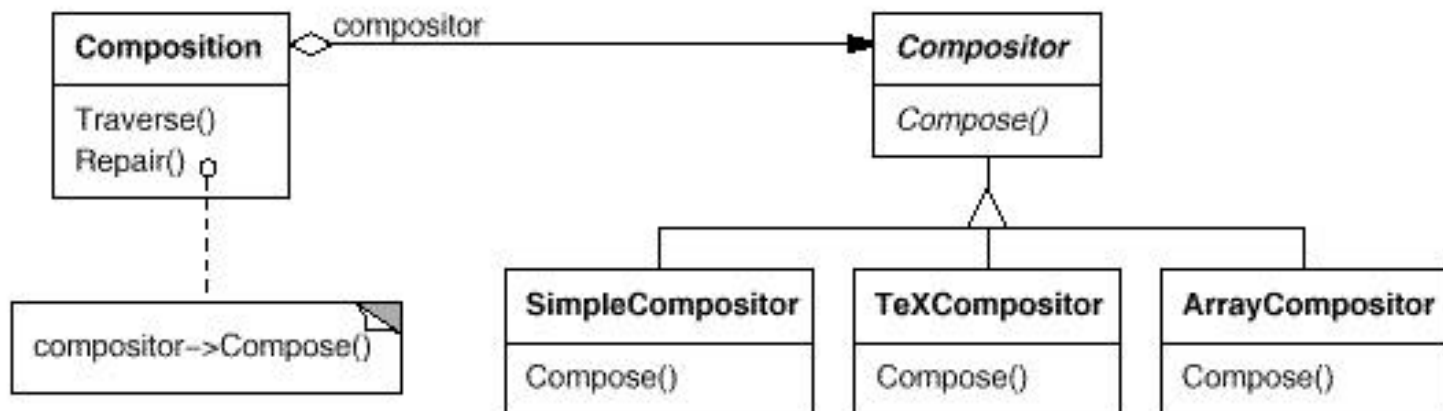 Composition
Traverse()
Repair()
compositor
Compositor
Compose()
compositor->Compose()
SimpleCompositor
Compose()
TeXCompositor
Compose()
ArrayCompositor
Compose()